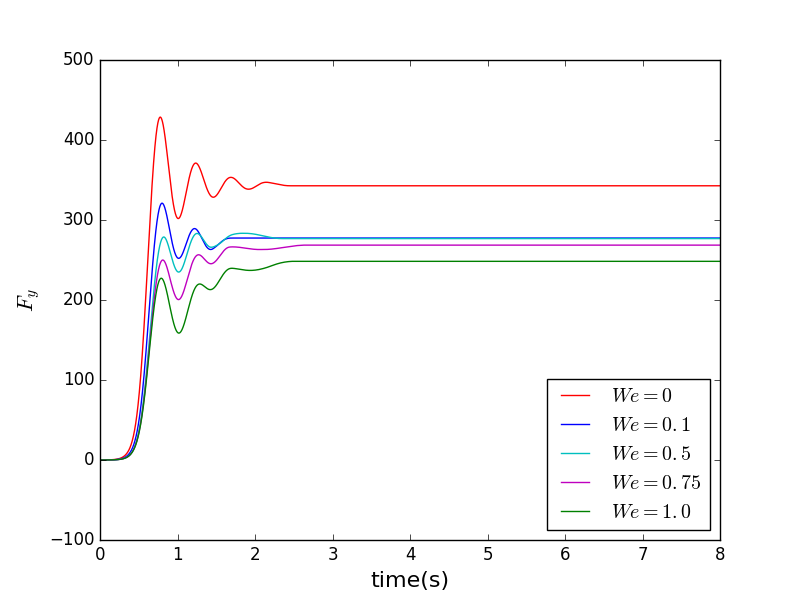 500
400
300
200
100
0
−100
F_y
0 1 2 3 4 5 6 7 8
time(s)
We = 0
We = 0.1
We = 0.5
We = 0.75
We = 1.0